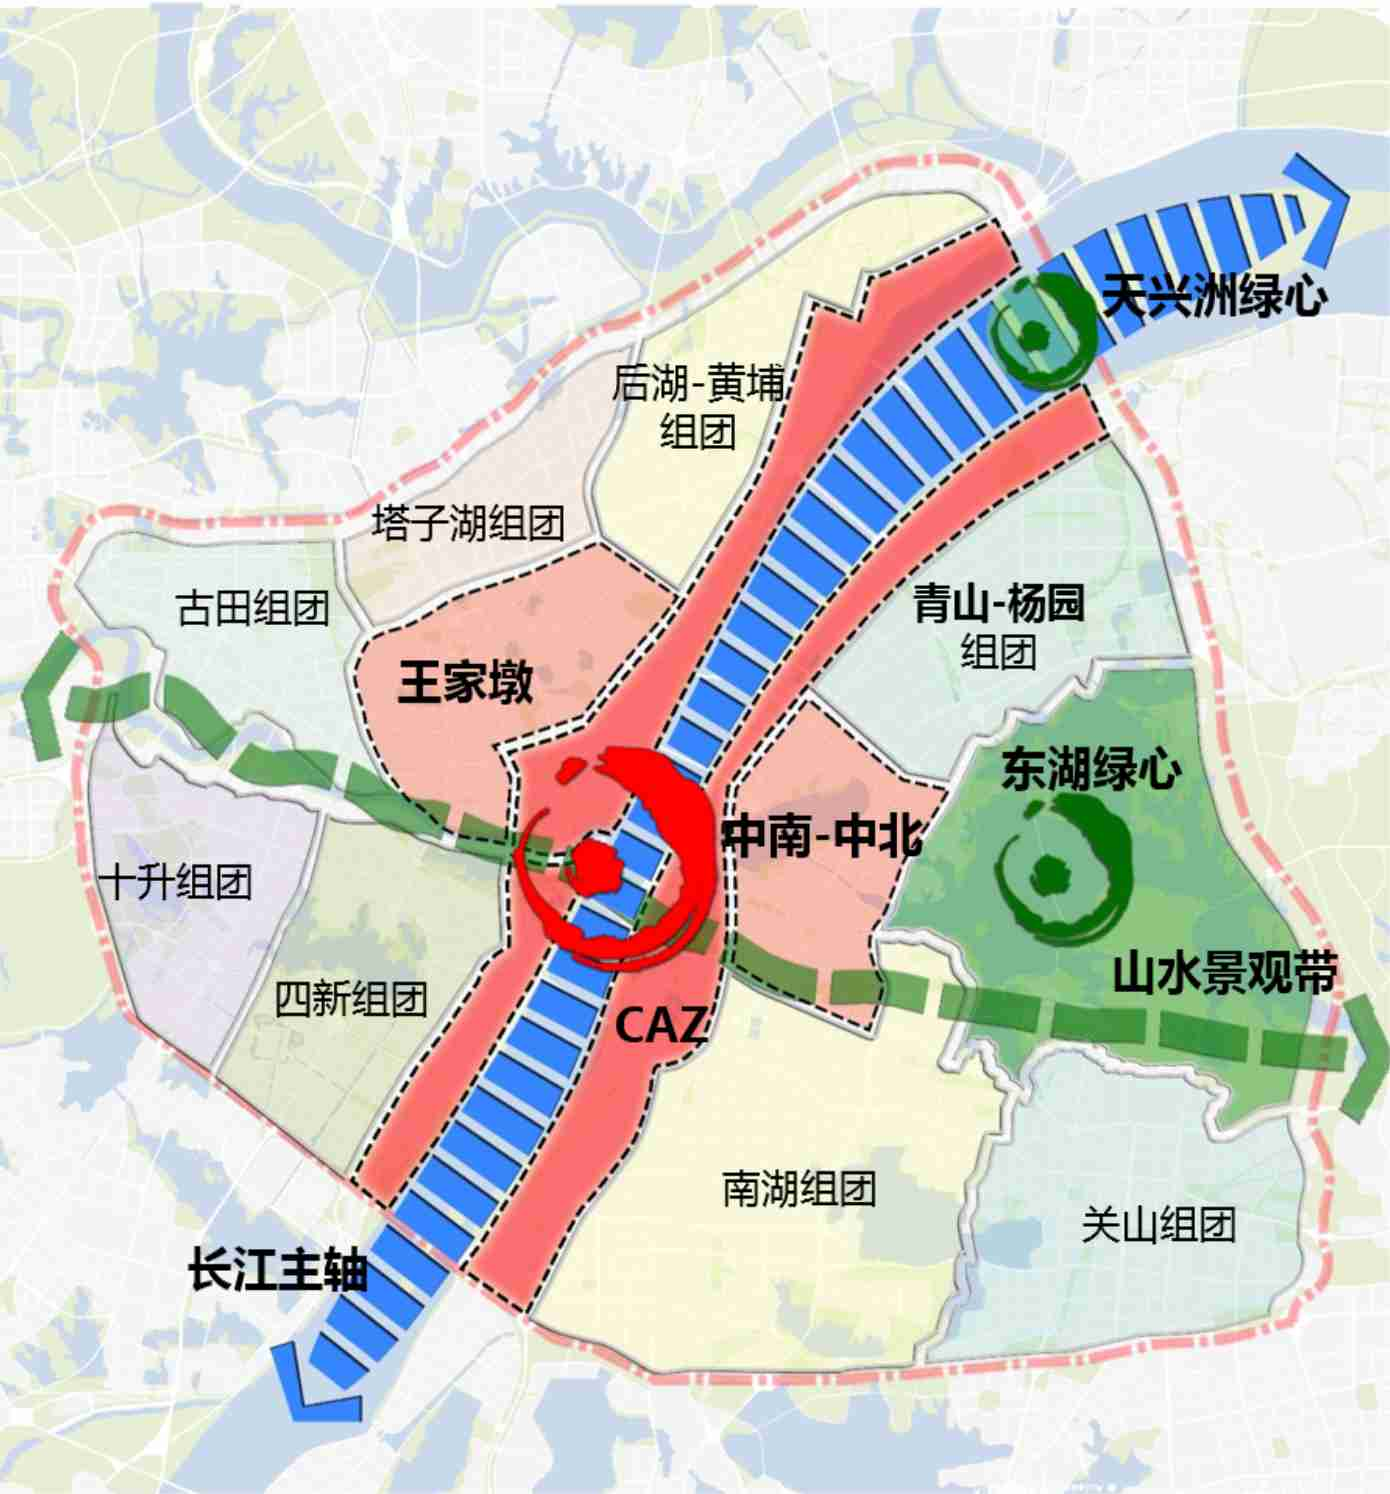 天兴洲绿心
后湖-黄埔
组团
塔子湖组团
古田组团
青山-杨园
组团
王家墩
东湖绿心
中南-中北
十升组团
山水景观带
四新组团
CAZ
南湖组团
关山组团
长江主轴